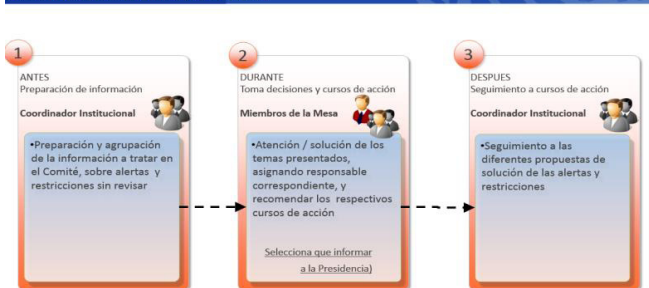 1
ANTES
Preparación de información
Coordinador Institucional
•Preparación y agrupación
de la información a tratar en
el Comité, sobre alertas y
restricciones sin revisar
2
DURANTE
Toma decisiones y cursos de acción
Miembros de la Mesa
•Atención / solución de los
temas presentados,
asignando responsable
correspondiente, y
recomendar los respectivos
cursos de acción
Selecciona que informar
a la Presidencia)
3
DESPUES
Seguimiento a cursos de acción
Coordinador Institucional
•Seguimiento a las
diferentes propuestas de
solución de las alertas y
restricciones